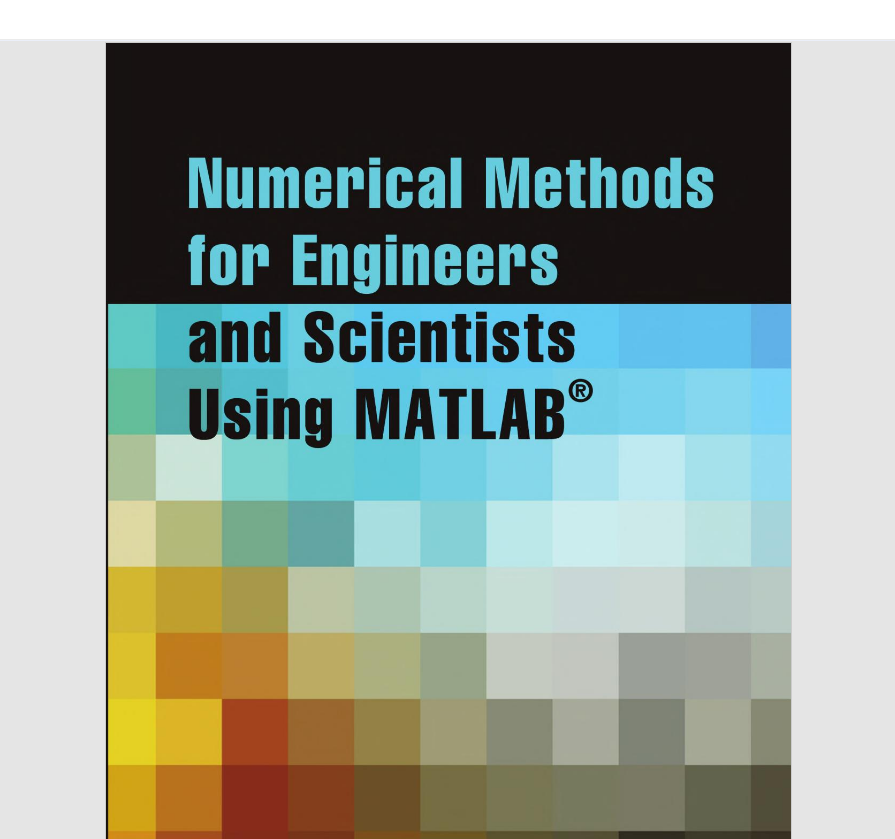 Numerical Methods
for Engineers
and Scientists
Using MATLAB®